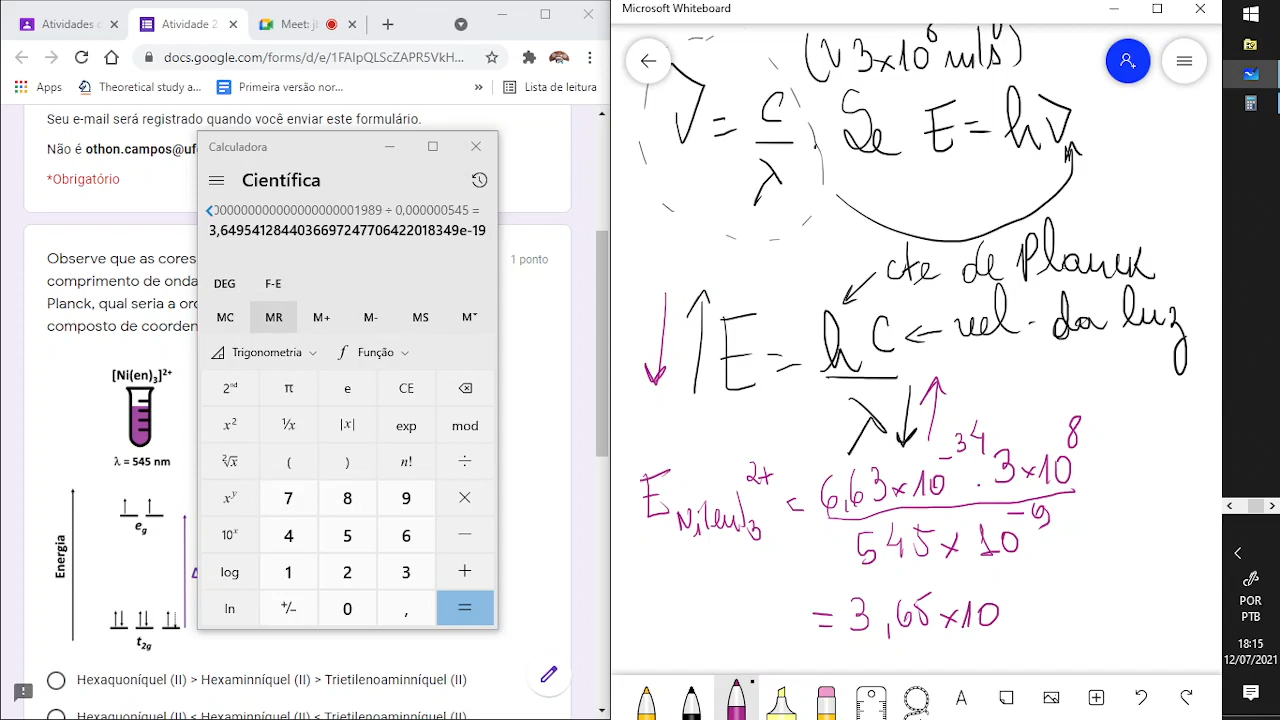 Atividades d
Atividade 2
Meet:
Microsoft Whiteboard
docs.google.com/forms/d/e/1FAIpQLScZAPRGVkH...
Apps
Theoretical study a...
Primeira versão nor...
»
Lista de leitura
Seu e-mail será registrado quando você enviar este formulário.
Não é othon.campos@uf
*Obrigatório
Observe que as cores
1 ponto
comprimento de onda
Planck, qual seria a or
composto de coorden
[Ni(en)3]2+
λ = 545 nm
Energia
eg
t2g
Hexaquoníquel (II) > Hexaminníquel (II) > Trietilenoaminníquel (II)
Hexaquoníquel (II) < Hexaminníquel (II) > Trietilenoaminníquel (II)
Calculadora
Científica
00000000000000000000001989 ÷ 0,000000545 =
3,6495412844036697247706422018349e-19
DEG F-E
MC MR M+ M- MS M˅
Trigonometria Função
2nd π e CE
x² ¹/x |x| exp mod
²√x ( ) n! ÷
xʸ 7 8 9 ×
10ˣ 4 5 6 −
log 1 2 3 +
ln +/− 0 , =
(ν 3×10⁸ m/s)
ν = c/λ . Se E = hν
cte de Planck
E = hc/λ ← vel. da luz
E Ni(en)3 2+ = 6,63×10⁻³⁴ . 3×10⁸
545×10⁻⁹
= 3,65×10
POR
PTB
18:15
12/07/2021